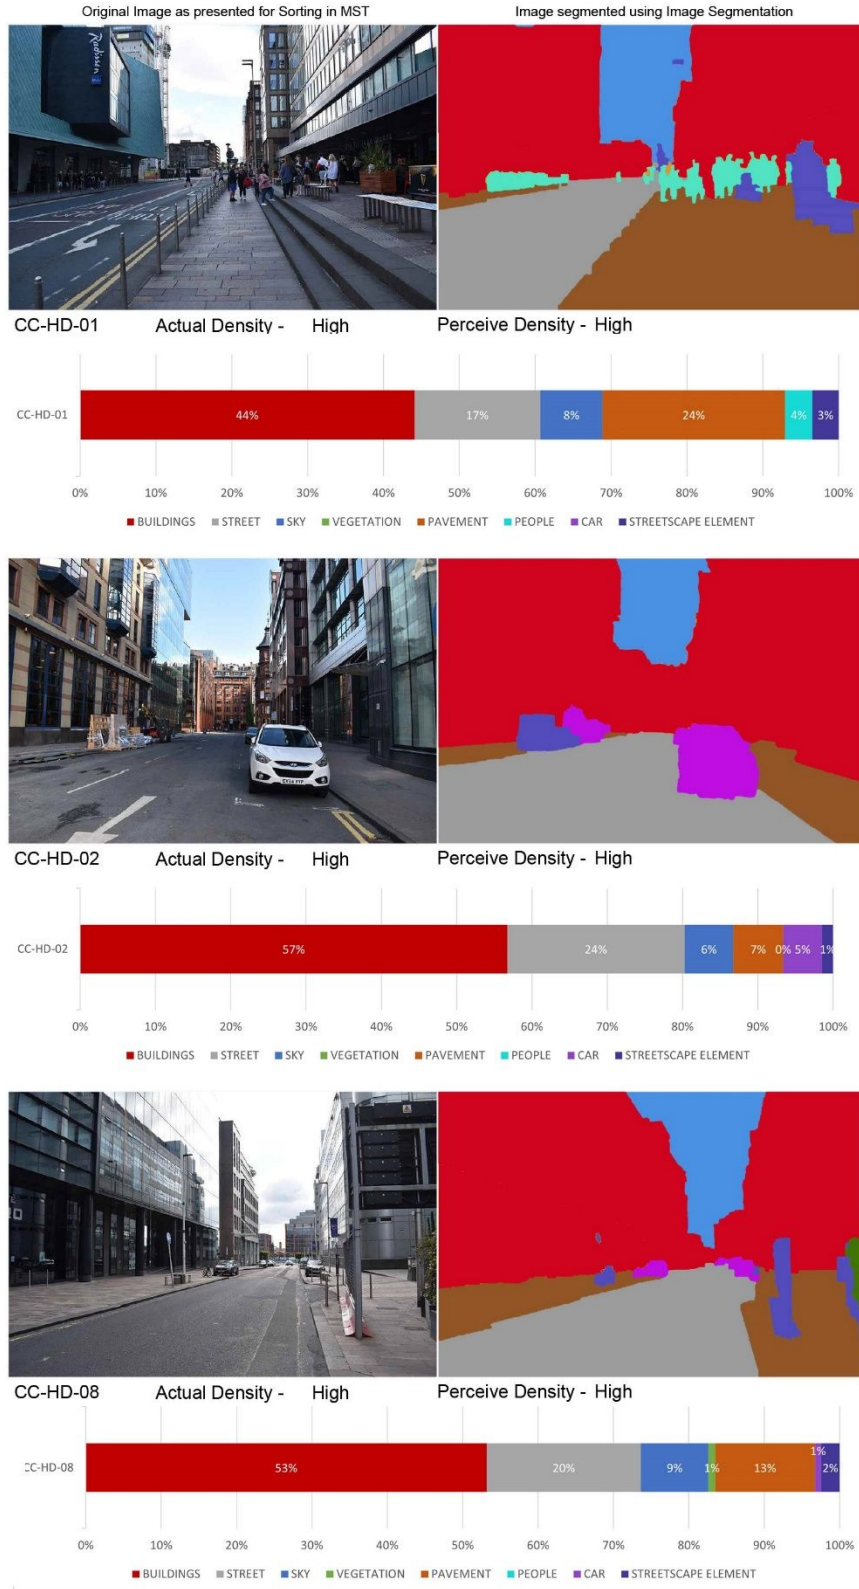 Original Image as presented for Sorting in MST
Image segmented using Image Segmentation
Radisson
CC-HD-01 Actual Density - High Perceive Density - High
CC-HD-01
44% 17% 8% 24% 4% 3%
0% 10% 20% 30% 40% 50% 60% 70% 80% 90% 100%
BUILDINGS STREET SKY VEGETATION PAVEMENT PEOPLE CAR STREETSCAPE ELEMENT
CC-HD-02 Actual Density - High Perceive Density - High
CC-HD-02
57% 24% 6% 7% 0% 5% 1%
0% 10% 20% 30% 40% 50% 60% 70% 80% 90% 100%
BUILDINGS STREET SKY VEGETATION PAVEMENT PEOPLE CAR STREETSCAPE ELEMENT
CC-HD-08 Actual Density - High Perceive Density - High
1%
CC-HD-08
53% 20% 9% 1% 13% 2%
0% 10% 20% 30% 40% 50% 60% 70% 80% 90% 100%
BUILDINGS STREET SKY VEGETATION PAVEMENT PEOPLE CAR STREETSCAPE ELEMENT